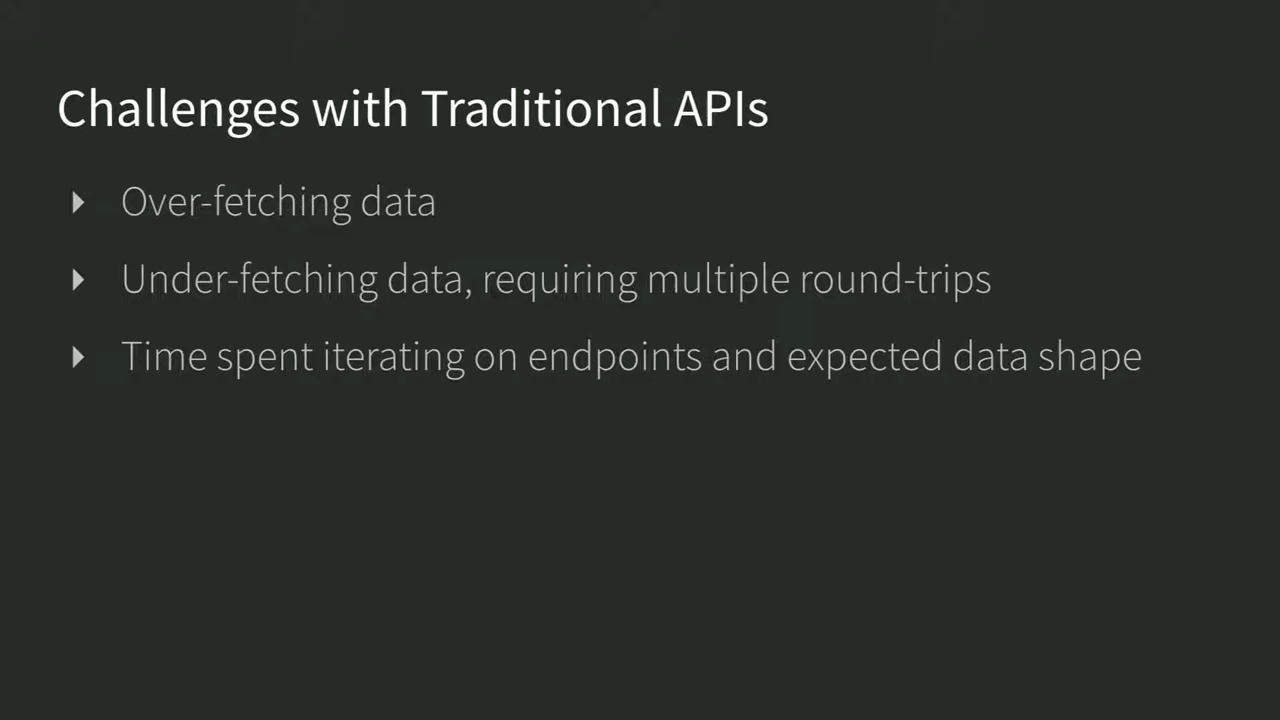 Challenges with Traditional APIs
Over-fetching data
Under-fetching data, requiring multiple round-trips
Time spent iterating on endpoints and expected data shape